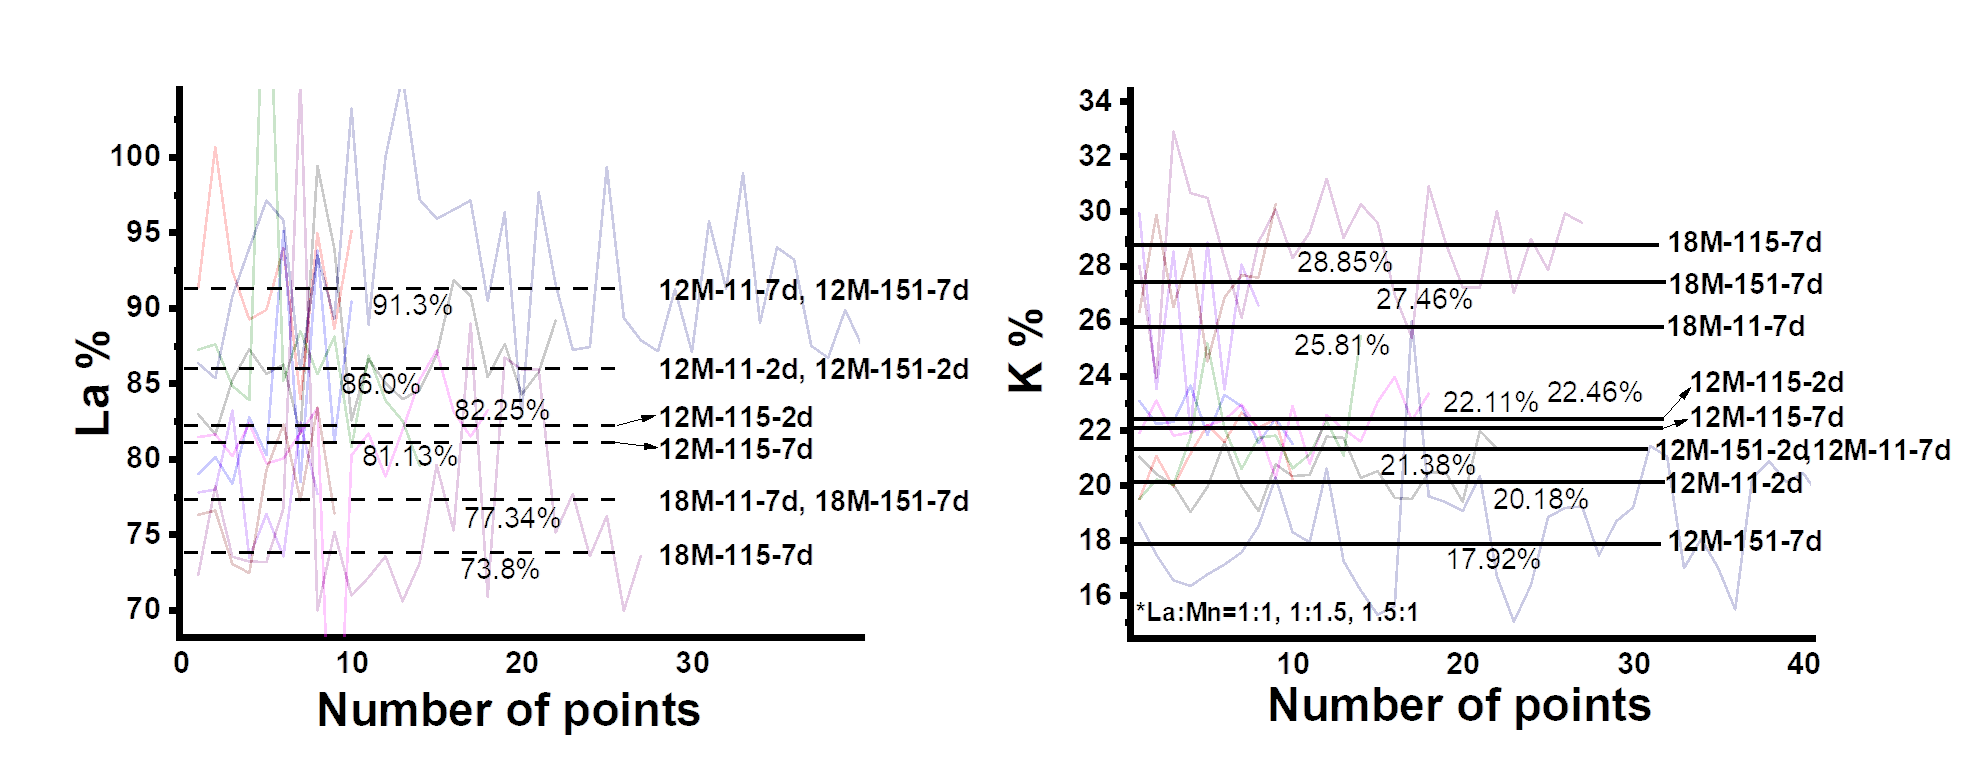 La %
100
95
90
85
80
75
70
0
10
20
30
Number of points
91.3%
86.0%
82.25%
81.13%
77.34%
73.8%
12M-11-7d, 12M-151-7d
12M-11-2d, 12M-151-2d
12M-115-2d
12M-115-7d
18M-11-7d, 18M-151-7d
18M-115-7d
K %
34
32
30
28
26
24
22
20
18
16
10
20
30
40
Number of points
28.85%
27.46%
25.81%
22.11%
22.46%
21.38%
20.18%
17.92%
18M-115-7d
18M-151-7d
18M-11-7d
12M-115-2d
12M-115-7d
12M-151-2d,12M-11-7d
12M-11-2d
12M-151-7d
*La:Mn=1:1, 1:1.5, 1.5:1